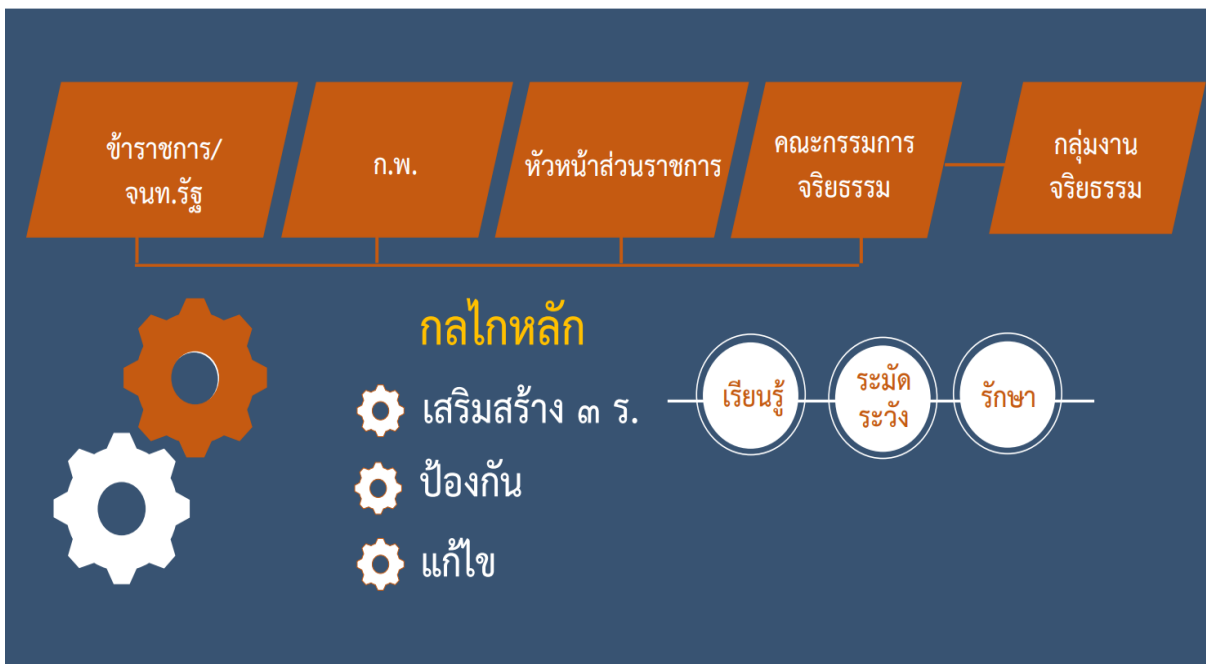 ข้าราชการ/
จนท.รัฐ
ก.พ.
หัวหน้าส่วนราชการ
คณะกรรมการ
จริยธรรม
กลุ่มงาน
จริยธรรม
กลไกหลัก
เสริมสร้าง ๓ ร.
เรียนรู้
ระมัด
ระวัง
รักษา
ป้องกัน
แก้ไข